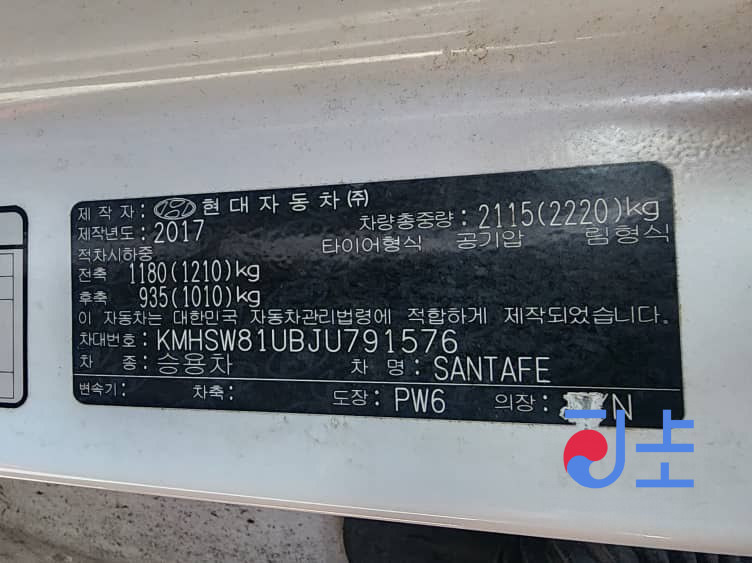 제 작 자 : HYUNDAI 현대자동차㈜
제작년도 : 2017 차량총중량 : 2115(2220)kg
적차시하중 타이어형식 공기압 림형식
전축 1180(1210)kg
후축 935(1010)kg
이 자동차는 대한민국 자동차관리법령에 적합하게 제작되었습니다.
차대번호 : KMHSW81UBJU791576
차 종 : 승용차 차 명 : SANTAFE
변속기 : 차축 : 도장 : PW6 의장 : N